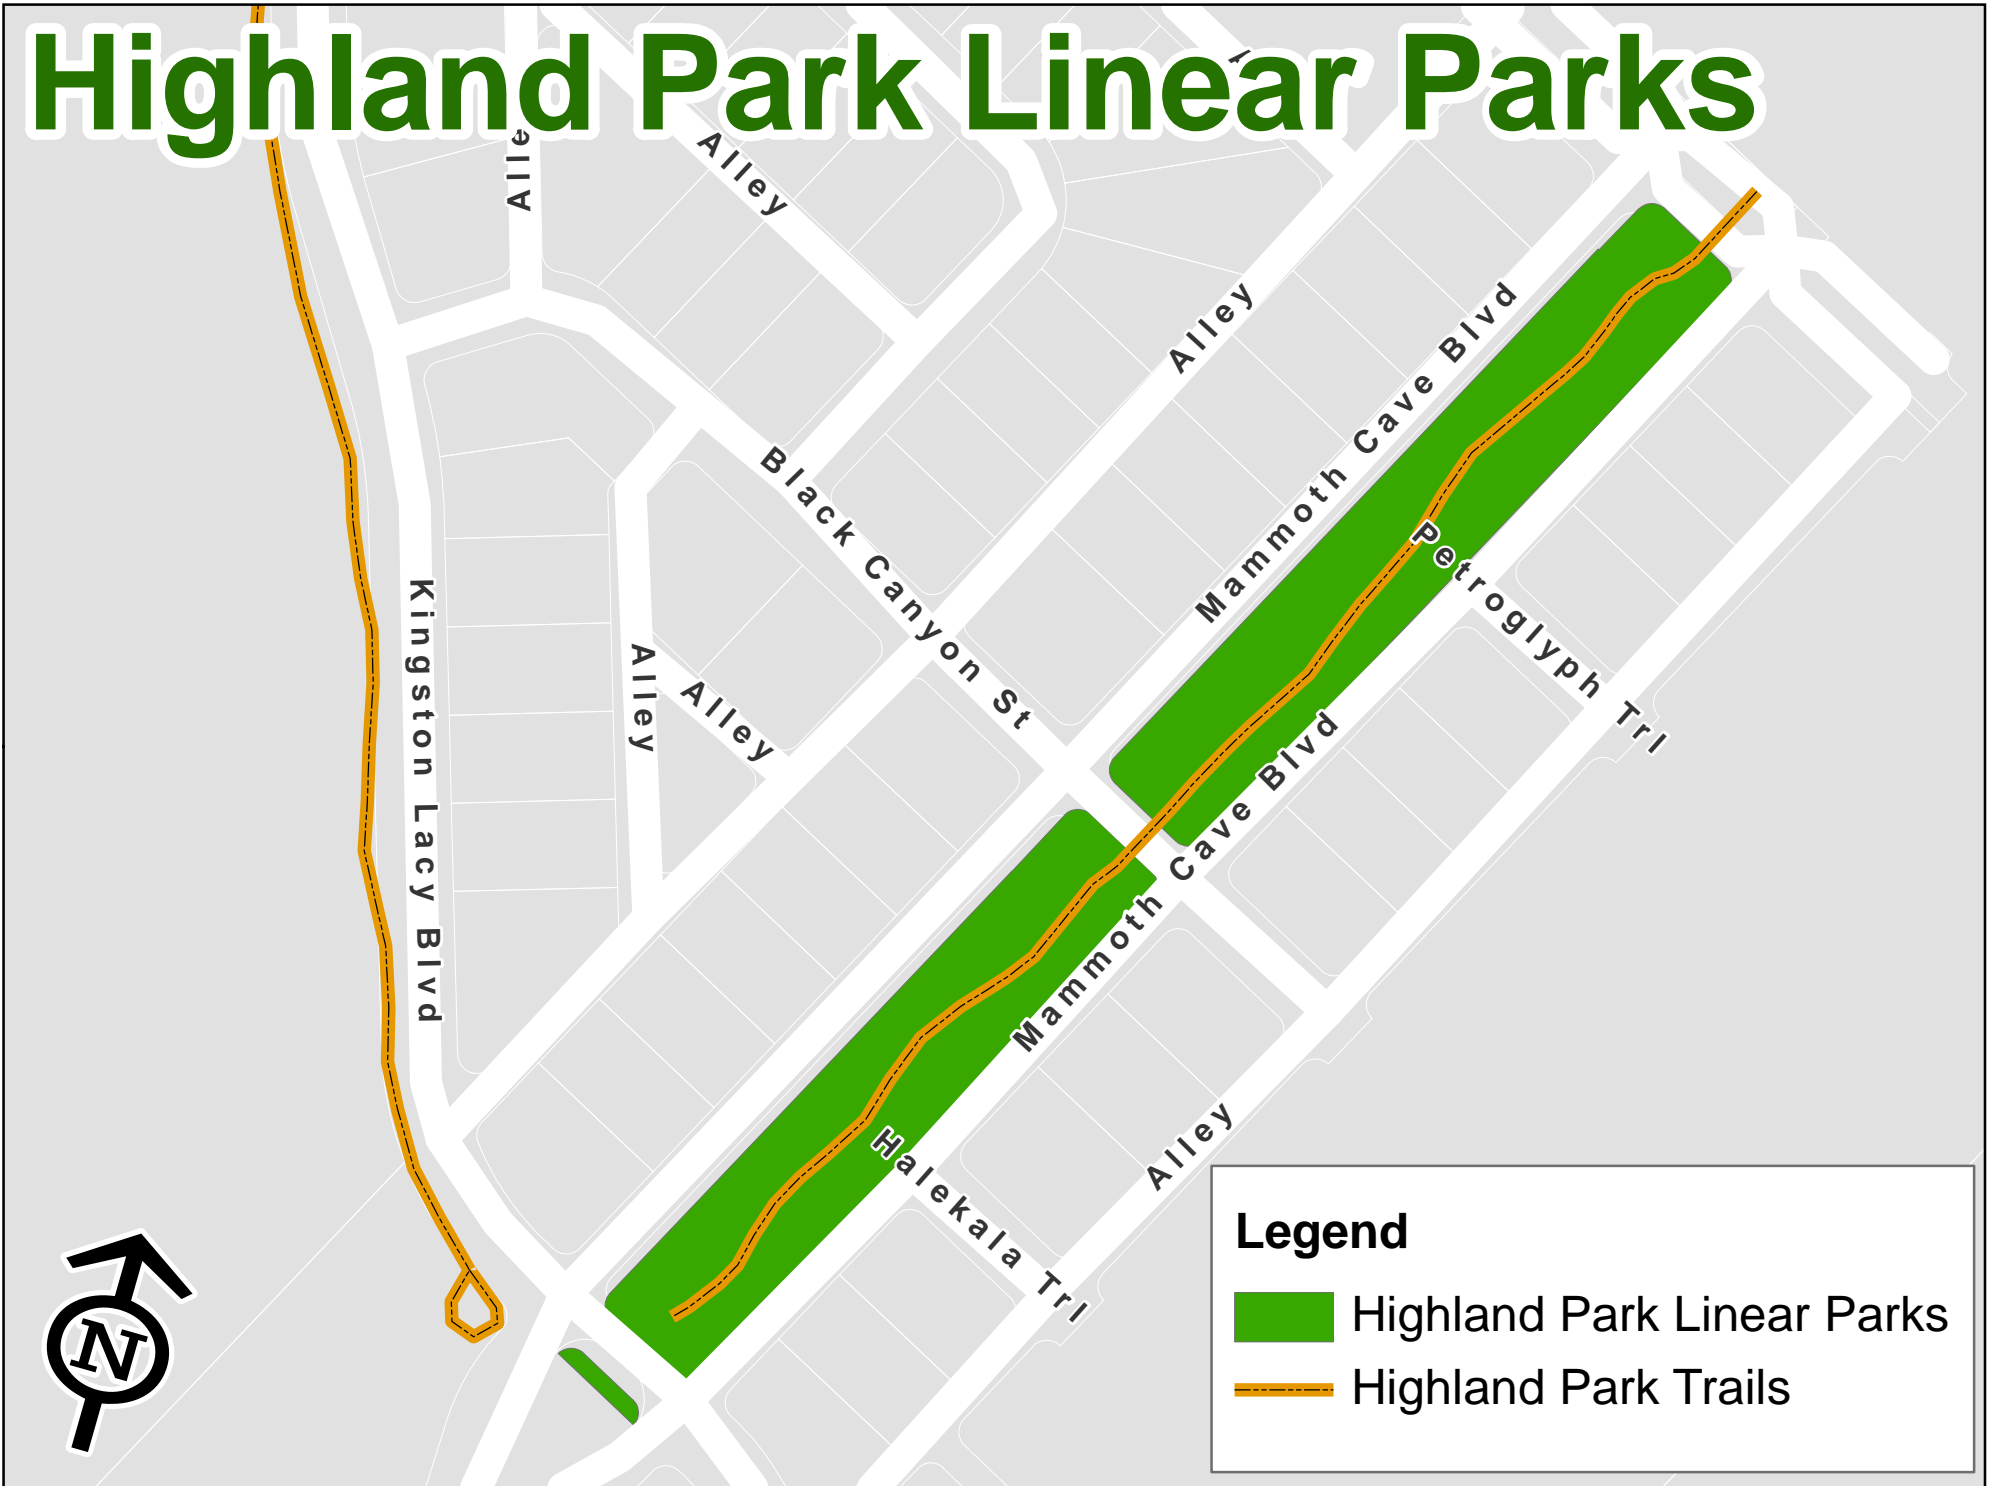 Highland Park Linear Parks
Alley
Alley
Alley
Mammoth Cave Blvd
Black Canyon St
Petroglyph Trl
Kingston Lacy Blvd
Alley
Alley
Mammoth Cave Blvd
Halekala Trl
Alley
N
Legend
Highland Park Linear Parks
Highland Park Trails